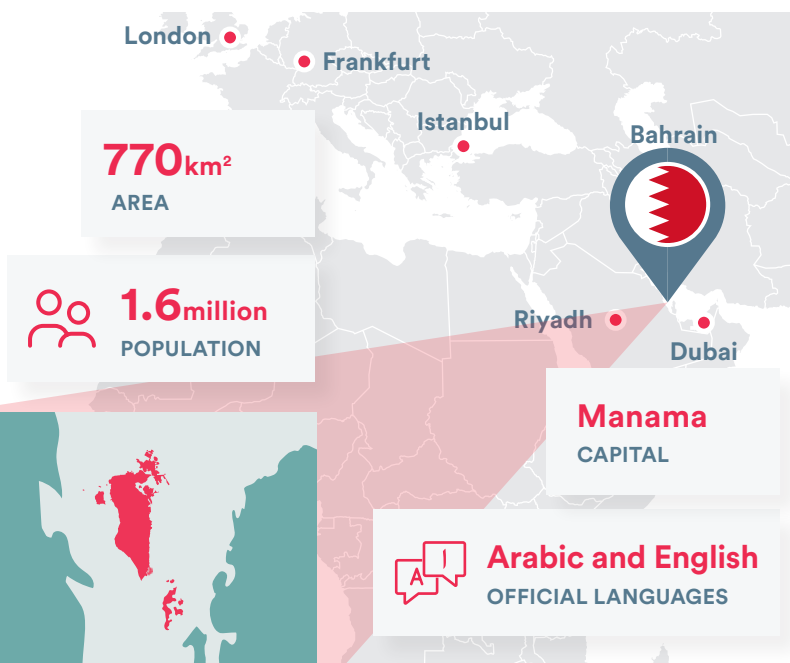 London
Frankfurt
Istanbul
Bahrain
770km²
AREA
1.6million
POPULATION
Riyadh
Dubai
Manama
CAPITAL
A
Arabic and English
OFFICIAL LANGUAGES